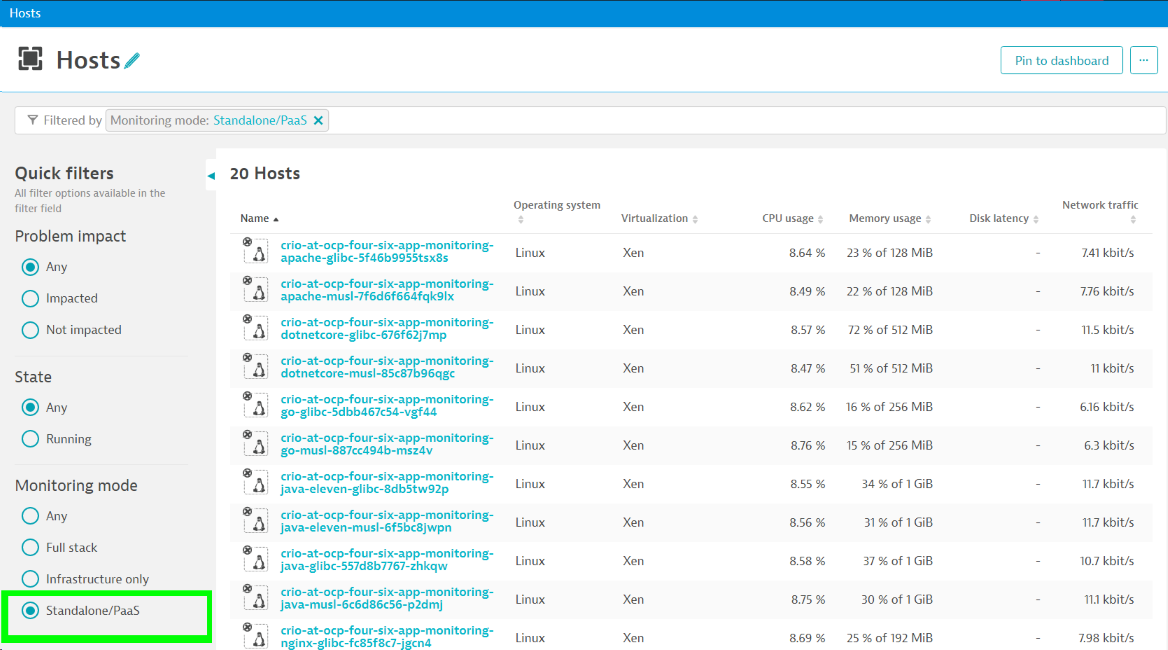 Hosts
Hosts
Pin to dashboard
...
Filtered by Monitoring mode: Standalone/PaaS
Quick filters
All filter options available in the
filter field
Problem impact
Any
Impacted
Not impacted
State
Any
Running
Monitoring mode
Any
Full stack
Infrastructure only
Standalone/PaaS
20 Hosts
Name Operating system Virtualization CPU usage Memory usage Disk latency Network traffic
crio-at-ocp-four-six-app-monitoring-
apache-glibc-5f46b9955tsx8s Linux Xen 8.64 % 23 % of 128 MiB - 7.41 kbit/s
crio-at-ocp-four-six-app-monitoring-
apache-musl-7f6d6f664fqk9lx Linux Xen 8.49 % 22 % of 128 MiB - 7.76 kbit/s
crio-at-ocp-four-six-app-monitoring-
dotnetcore-glibc-676f62j7mp Linux Xen 8.57 % 72 % of 512 MiB - 11.5 kbit/s
crio-at-ocp-four-six-app-monitoring-
dotnetcore-musl-85c87b96qgc Linux Xen 8.47 % 51 % of 512 MiB - 11 kbit/s
crio-at-ocp-four-six-app-monitoring-
go-glibc-5dbb467c54-vgf44 Linux Xen 8.62 % 16 % of 256 MiB - 6.16 kbit/s
crio-at-ocp-four-six-app-monitoring-
go-musl-887cc494b-msz4v Linux Xen 8.76 % 15 % of 256 MiB - 6.3 kbit/s
crio-at-ocp-four-six-app-monitoring-
java-eleven-glibc-8db5tw92p Linux Xen 8.55 % 34 % of 1 GiB - 11.7 kbit/s
crio-at-ocp-four-six-app-monitoring-
java-eleven-musl-6f5bc8jwpn Linux Xen 8.56 % 31 % of 1 GiB - 11.7 kbit/s
crio-at-ocp-four-six-app-monitoring-
java-glibc-557d8b7767-zhkqw Linux Xen 8.58 % 37 % of 1 GiB - 10.7 kbit/s
crio-at-ocp-four-six-app-monitoring-
java-musl-6c6d86c56-p2dmj Linux Xen 8.75 % 30 % of 1 GiB - 11.1 kbit/s
crio-at-ocp-four-six-app-monitoring-
nginx-glibc-fc85f8c7-jgcn4 Linux Xen 8.69 % 25 % of 192 MiB - 7.98 kbit/s